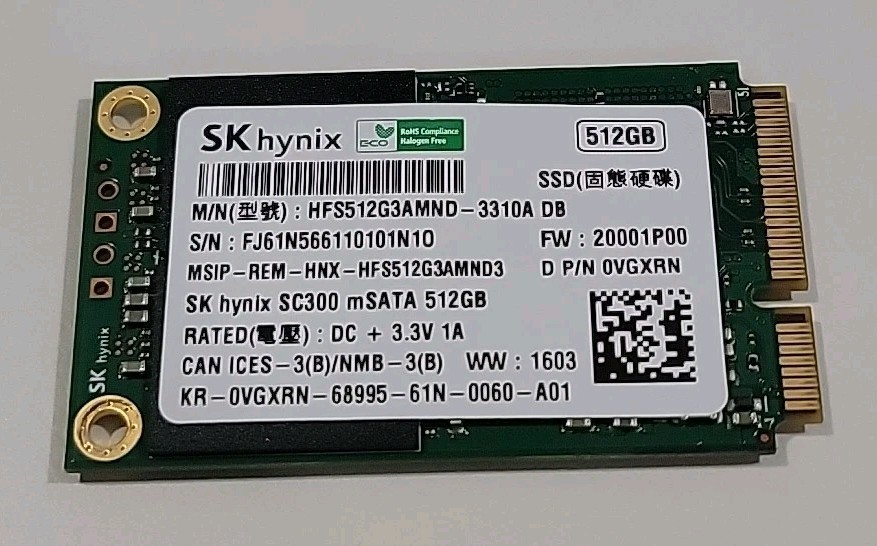 SK hynix
ECO
RoHS Compliance
Halogen Free
512GB
SSD(固態硬碟)
M/N(型號) : HFS512G3AMND-3310A DB
S/N : FJ61N566110101N10
FW : 20001P00
MSIP-REM-HNX-HFS512G3AMND3
D P/N 0VGXRN
SK hynix SC300 mSATA 512GB
RATED(電壓) : DC + 3.3V 1A
CAN ICES-3(B)/NMB-3(B)
WW : 1603
KR-0VGXRN-68995-61N-0060-A01
SK hynix
51